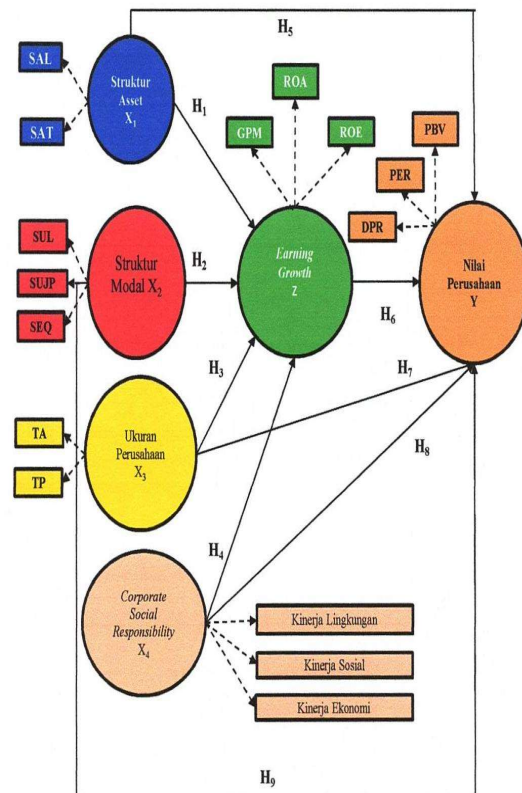 H5
SAL
Struktur
Asset
X1
SAT
H1
ROA
GPM
ROE
PBV
PER
DPR
SUL
SUJP
SEQ
Struktur
Modal X2
H2
Earning
Growth
Z
H6
Nilai
Perusahaan
Y
H3
H7
TA
TP
Ukuran
Perusahaan
X3
H8
H4
Corporate
Social
Responsibility
X4
Kinerja Lingkungan
Kinerja Sosial
Kinerja Ekonomi
H9